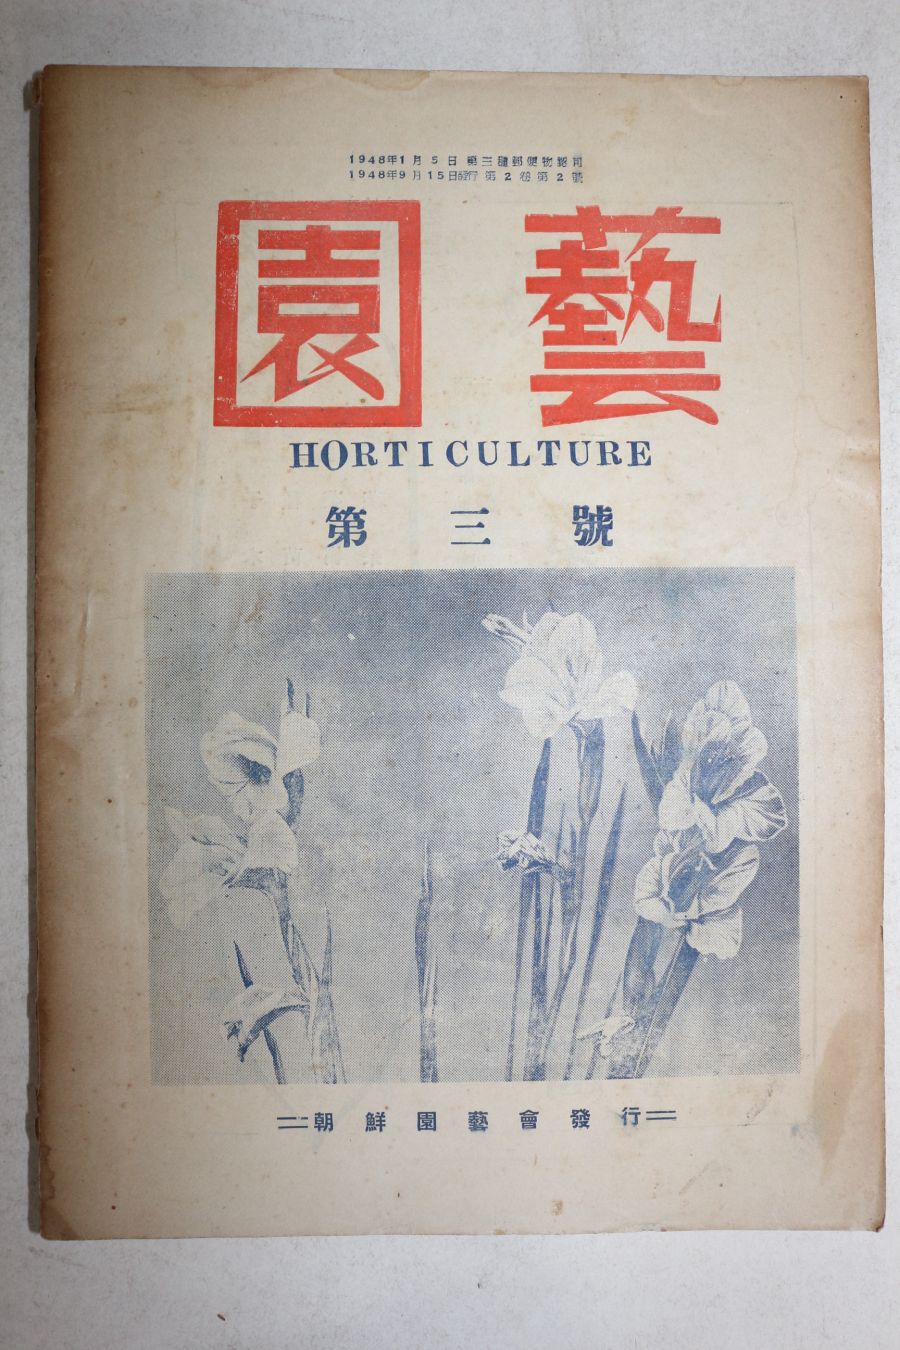 1948年1月5日 第三種郵便物認可
1948年9月15日發行 第2卷第2號
園藝
HORTICULTURE
第三號
朝鮮園藝會發行